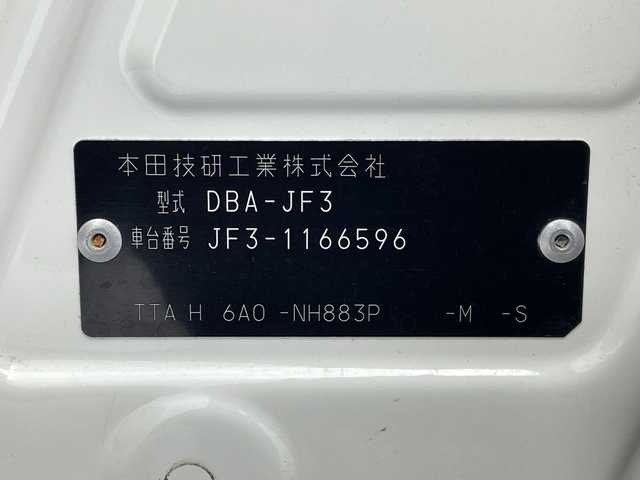 本田技研工業株式会社
型式 DBA-JF3
車台番号 JF3-1166596
TTA H 6A0 -NH883P -M -S